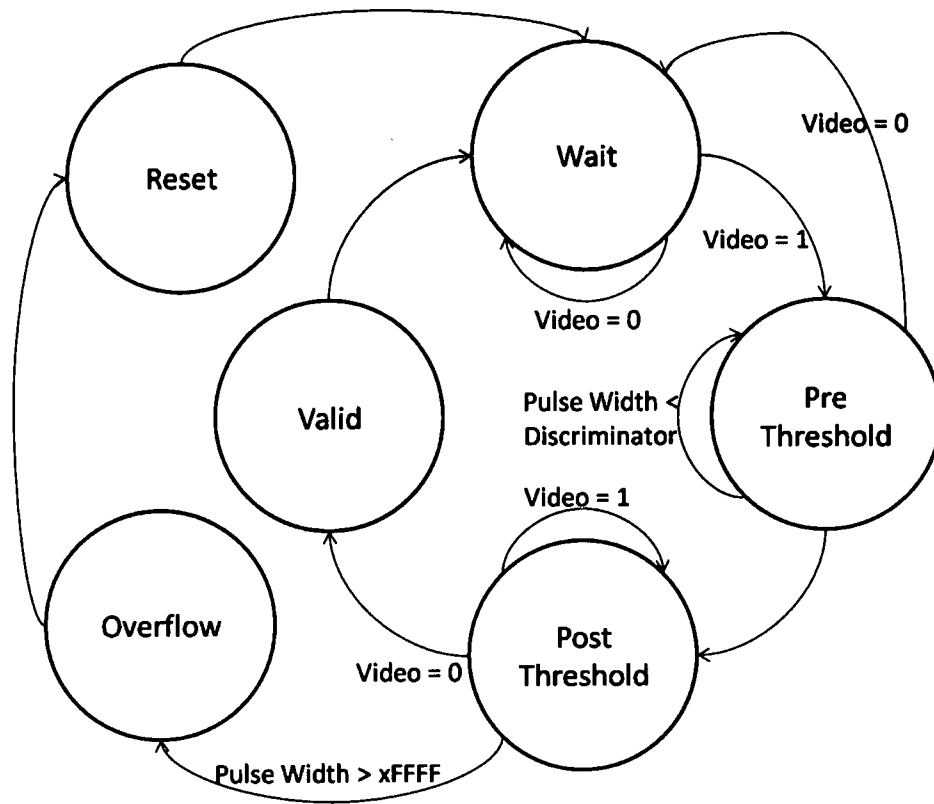 Video = 0
Wait
Reset
Video = 1
Video = 0
Pulse Width <
Discriminator
Pre
Threshold
Valid
Video = 1
Overflow
Post
Threshold
Video = 0
Pulse Width > xFFFF